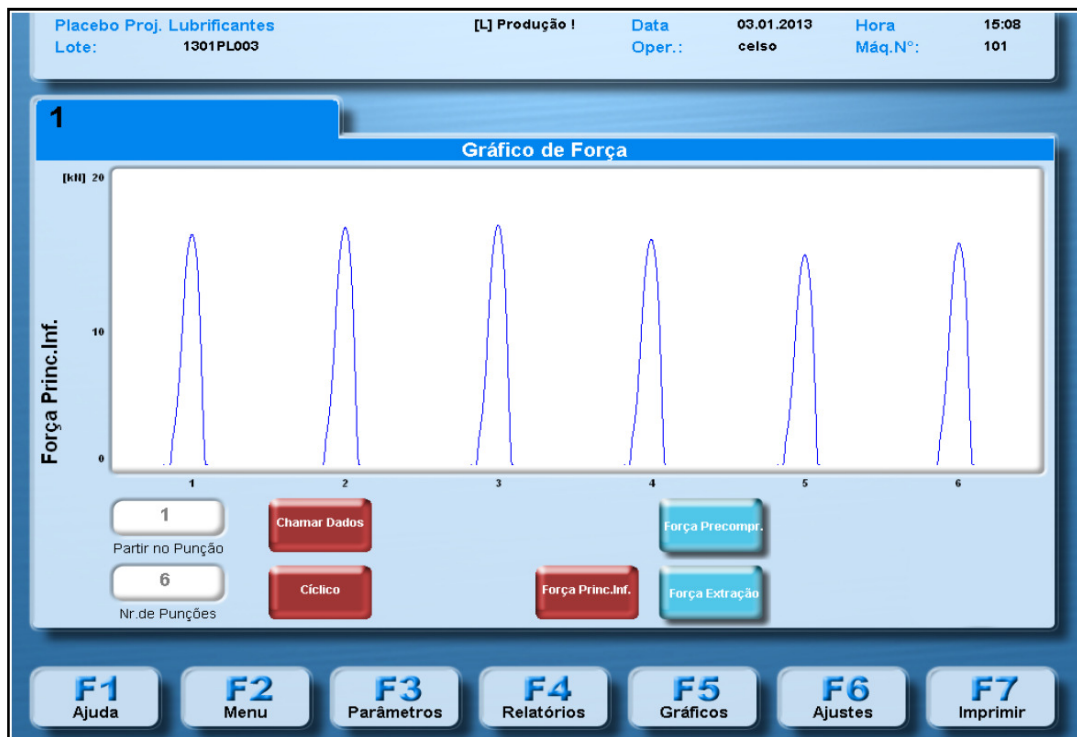 Placebo Proj. Lubrificantes [L] Produção ! Data 03.01.2013 Hora 15:08
Lote: 1301PL003 Oper.: celso Máq.N°: 101
1
Gráfico de Força
[kN] 20
10
0
Força Princ.Inf.
1 2 3 4 5 6
1 Chamar Dados Força Precompr.
Partir no Punção
6 Cíclico Força Princ.Inf. Força Extração
Nr.de Punções
F1 F2 F3 F4 F5 F6 F7
Ajuda Menu Parâmetros Relatórios Gráficos Ajustes Imprimir